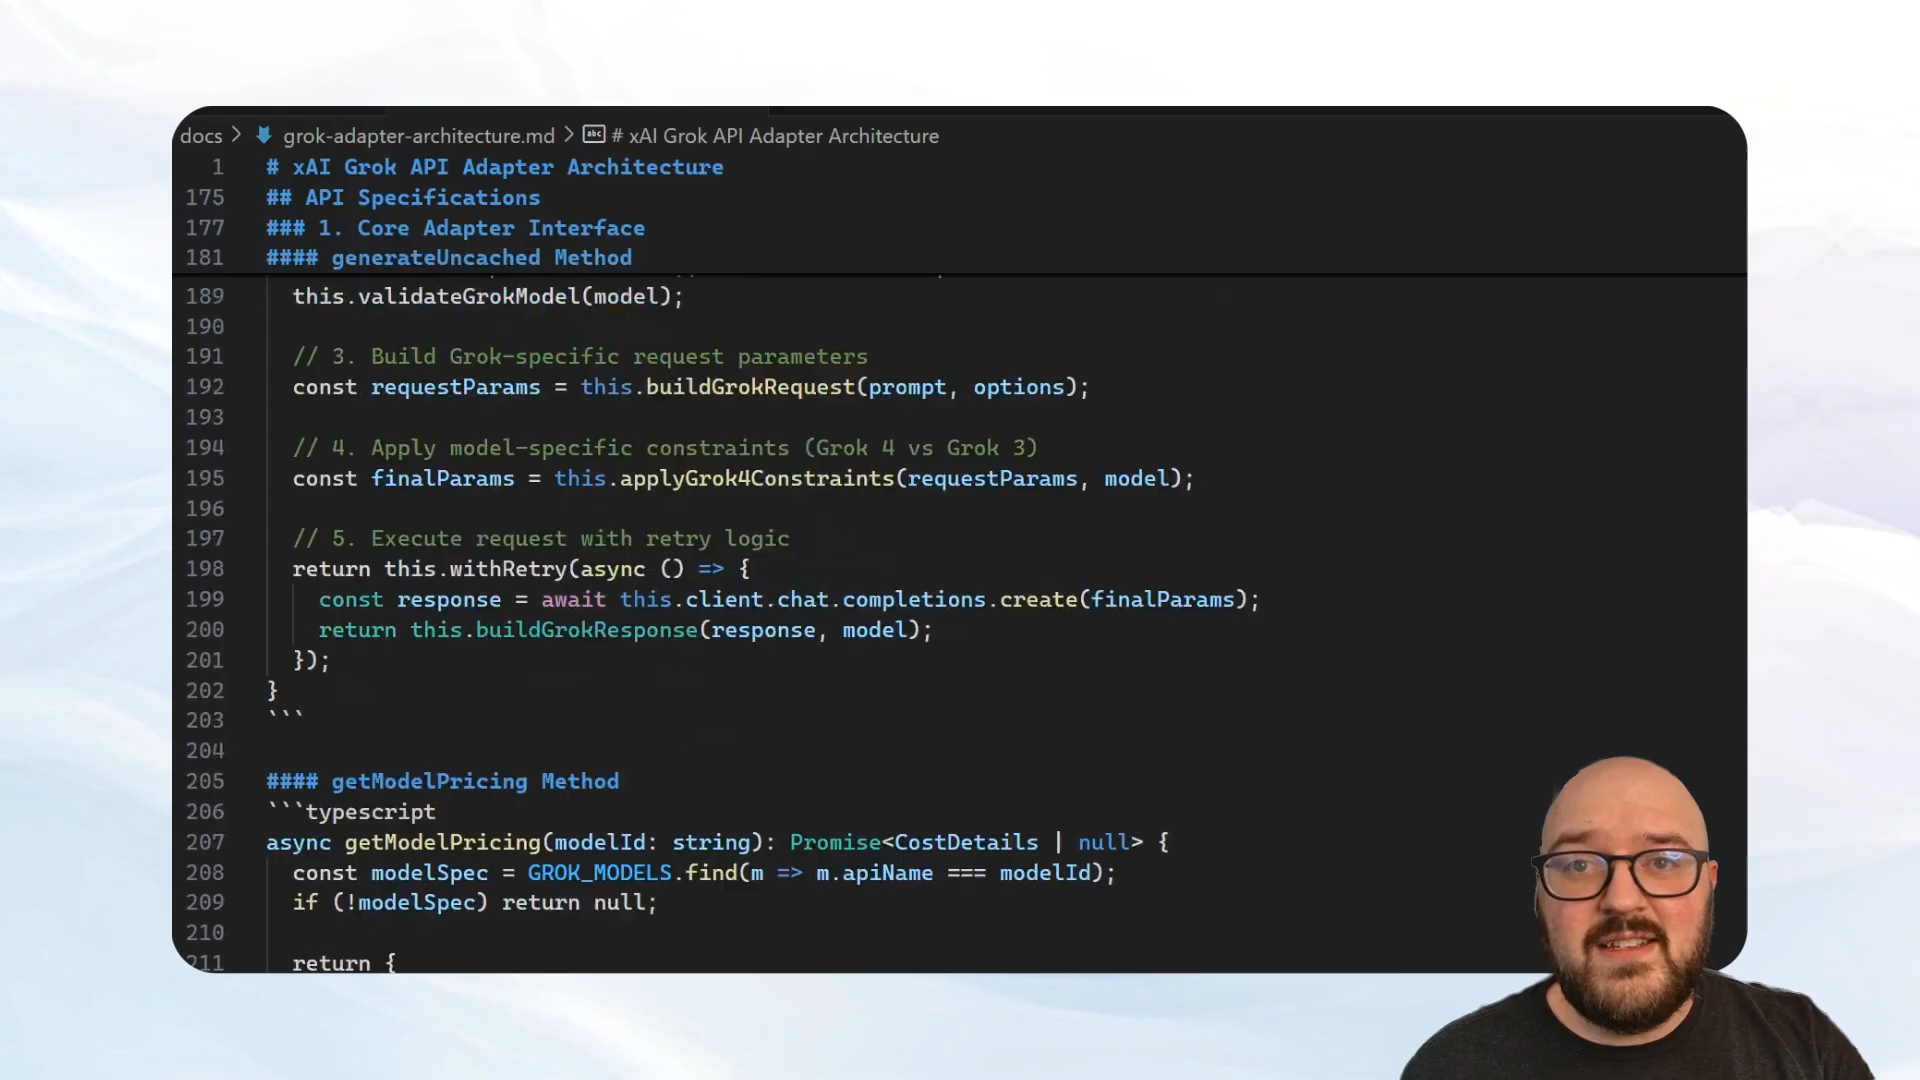 docs > grok-adapter-architecture.md > abc # xAI Grok API Adapter Architecture
1 # xAI Grok API Adapter Architecture
175 ## API Specifications
177 ### 1. Core Adapter Interface
181 #### generateUncached Method
189 this.validateGrokModel(model);
190
191 // 3. Build Grok-specific request parameters
192 const requestParams = this.buildGrokRequest(prompt, options);
193
194 // 4. Apply model-specific constraints (Grok 4 vs Grok 3)
195 const finalParams = this.applyGrok4Constraints(requestParams, model);
196
197 // 5. Execute request with retry logic
198 return this.withRetry(async () => {
199 const response = await this.client.chat.completions.create(finalParams);
200 return this.buildGrokResponse(response, model);
201 });
202 }
203 ```
204
205 #### getModelPricing Method
206 ```typescript
207 async getModelPricing(modelId: string): Promise<CostDetails | null> {
208 const modelSpec = GROK_MODELS.find(m => m.apiName === modelId);
209 if (!modelSpec) return null;
210
211 return {